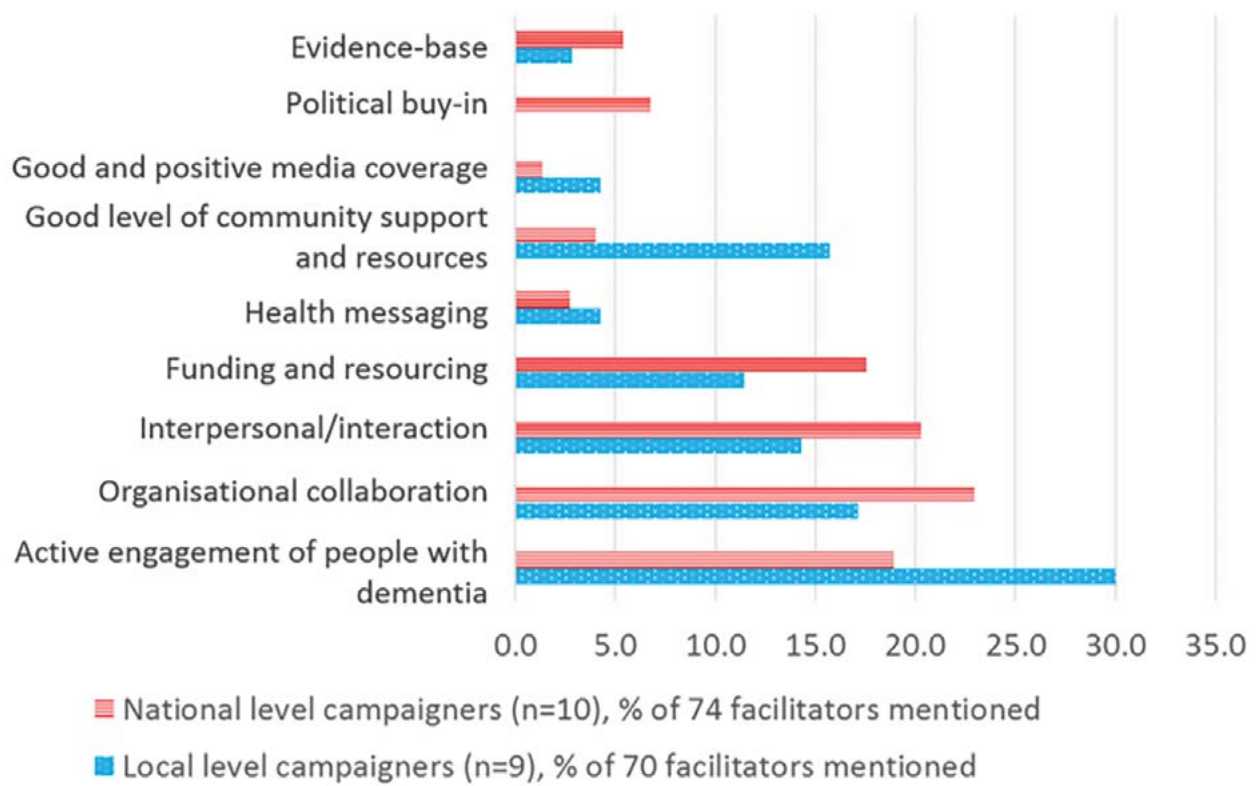 Evidence-base
Political buy-in
Good and positive media coverage
Good level of community support
and resources
Health messaging
Funding and resourcing
Interpersonal/interaction
Organisational collaboration
Active engagement of people with
dementia
0.0 5.0 10.0 15.0 20.0 25.0 30.0 35.0
National level campaigners (n=10), % of 74 facilitators mentioned
Local level campaigners (n=9), % of 70 facilitators mentioned